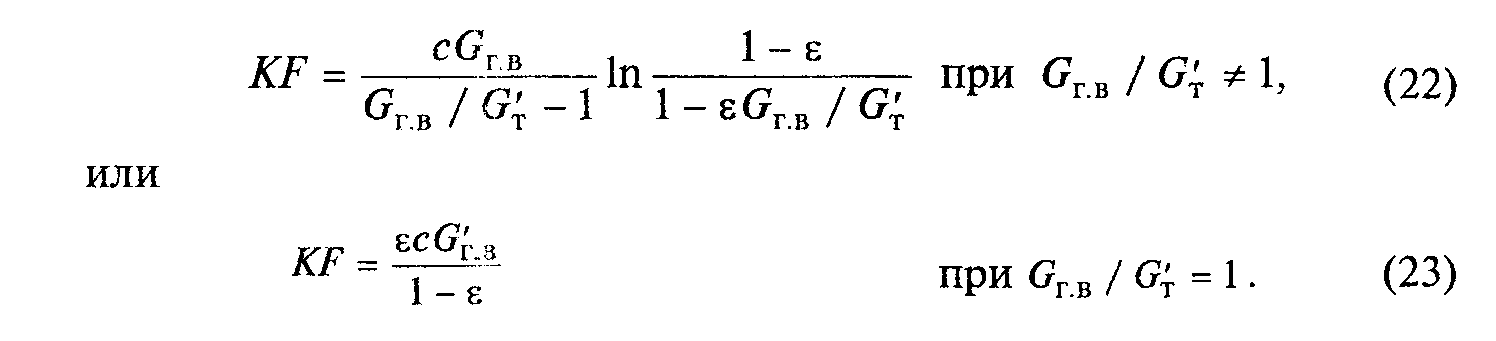 KF = cG_г.в / (G_г.в / G′_т − 1) ln (1 − ε) / (1 − εG_г.в / G′_т) при G_г.в / G′_т ≠ 1, (22)
или
KF = εcG′_г.в / (1 − ε) при G_г.в / G′_т = 1. (23)